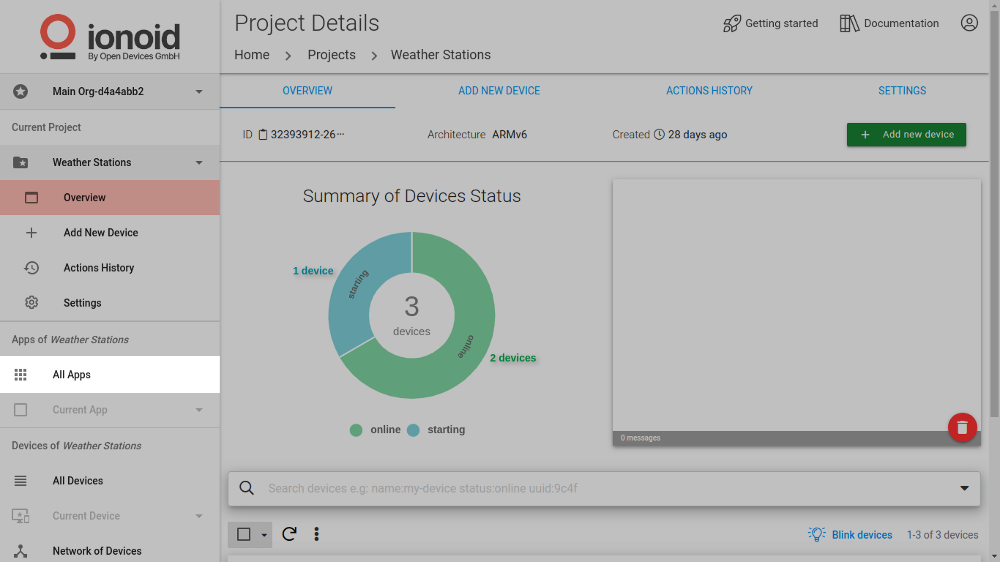 ionoid
By Open Devices GmbH
Main Org-d4a4abb2
Current Project
Weather Stations
Overview
Add New Device
Actions History
Settings
Apps of Weather Stations
All Apps
Current App
Devices of Weather Stations
All Devices
Current Device
Network of Devices
Project Details
Getting started
Documentation
Home > Projects > Weather Stations
OVERVIEW
ADD NEW DEVICE
ACTIONS HISTORY
SETTINGS
ID 32393912-26···
Architecture ARMv6
Created 28 days ago
+ Add new device
Summary of Devices Status
1 device
starting
3
devices
online
2 devices
online
starting
0 messages
Search devices e.g: name:my-device status:online uuid:9c4f
Blink devices
1-3 of 3 devices